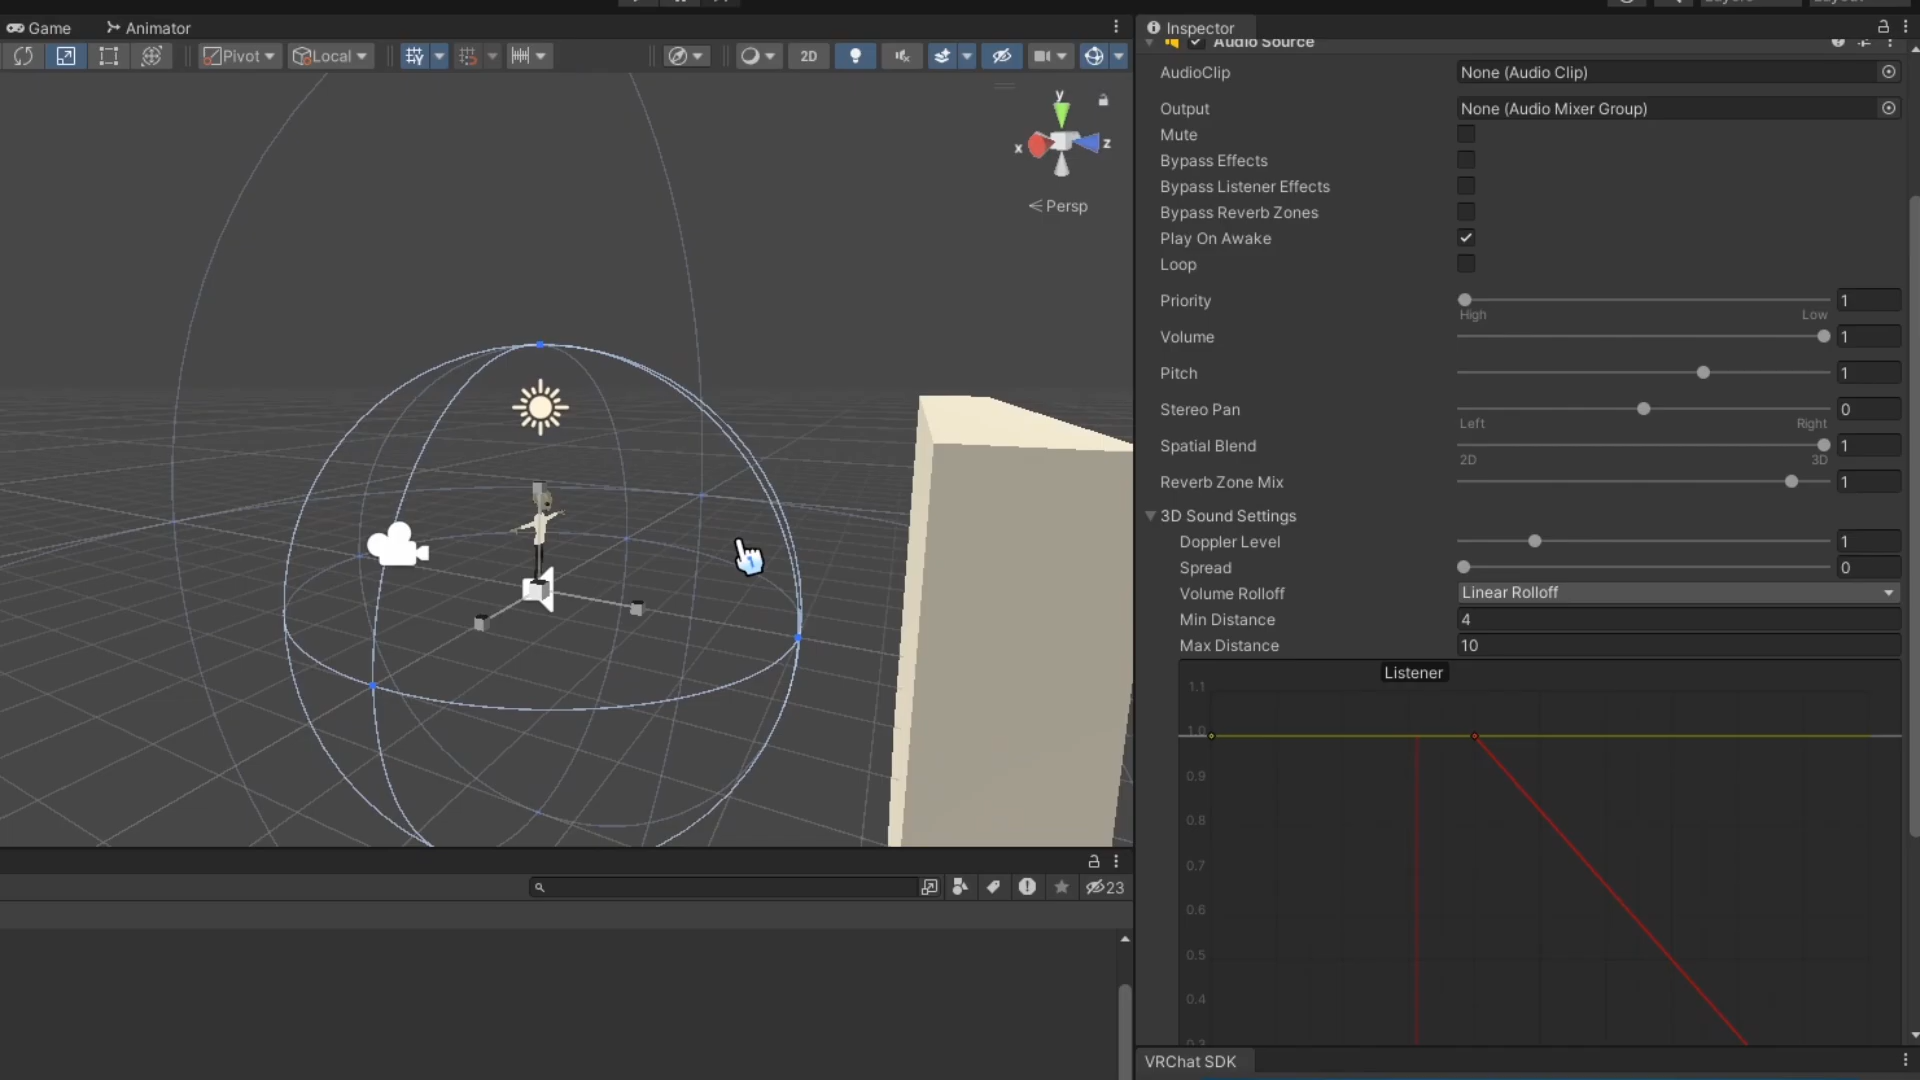 Game
Animator
Pivot
Local
2D
y
x
z
Persp
23
Inspector
Audio Source
AudioClip
None (Audio Clip)
Output
None (Audio Mixer Group)
Mute
Bypass Effects
Bypass Listener Effects
Bypass Reverb Zones
Play On Awake
Loop
Priority
1
High
Low
Volume
1
Pitch
1
Stereo Pan
0
Left
Right
Spatial Blend
1
2D
3D
Reverb Zone Mix
1
3D Sound Settings
Doppler Level
1
Spread
0
Volume Rolloff
Linear Rolloff
Min Distance
4
Max Distance
10
Listener
1.1
1.0
0.9
0.8
0.7
0.6
0.5
0.4
0.3
VRChat SDK